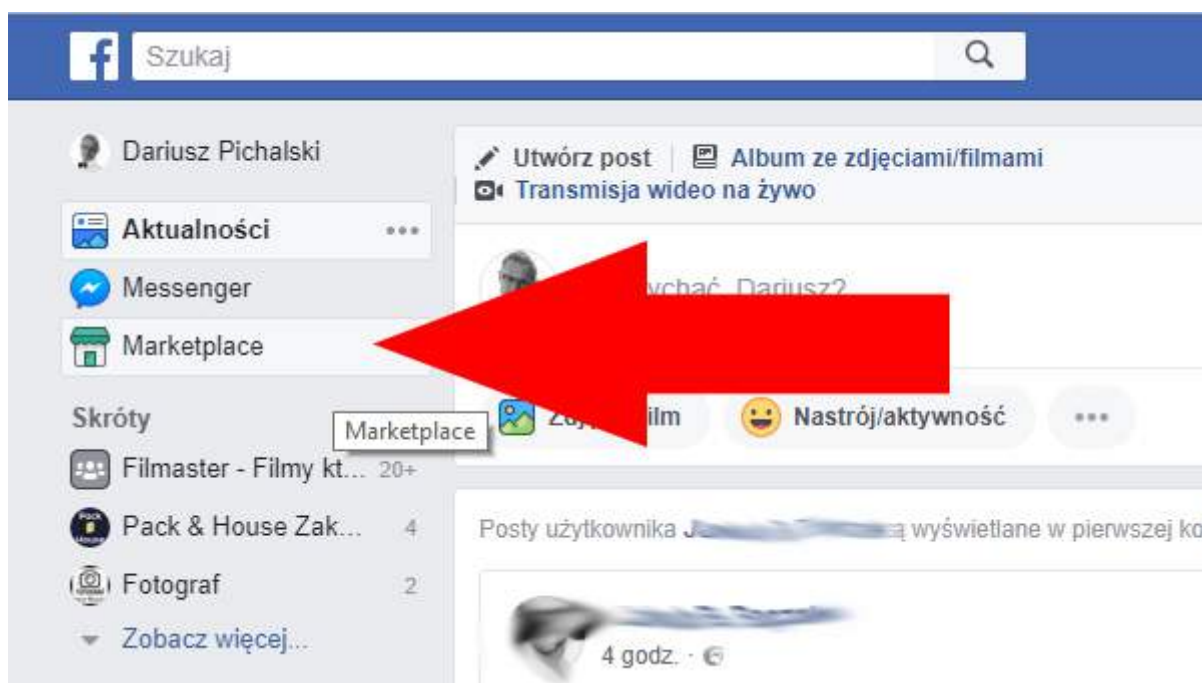 f Szukaj
Dariusz Pichalski
Aktualności
Messenger
Marketplace
Skróty
Marketplace
Filmaster - Filmy kt... 20+
Pack & House Zak... 4
Fotograf 2
Zobacz więcej...
Utwórz post Album ze zdjęciami/filmami
Transmisja wideo na żywo
Dariusz?
Nastrój/aktywność
Posty użytkownika wyświetlane w pierwszej
4 godz. ·